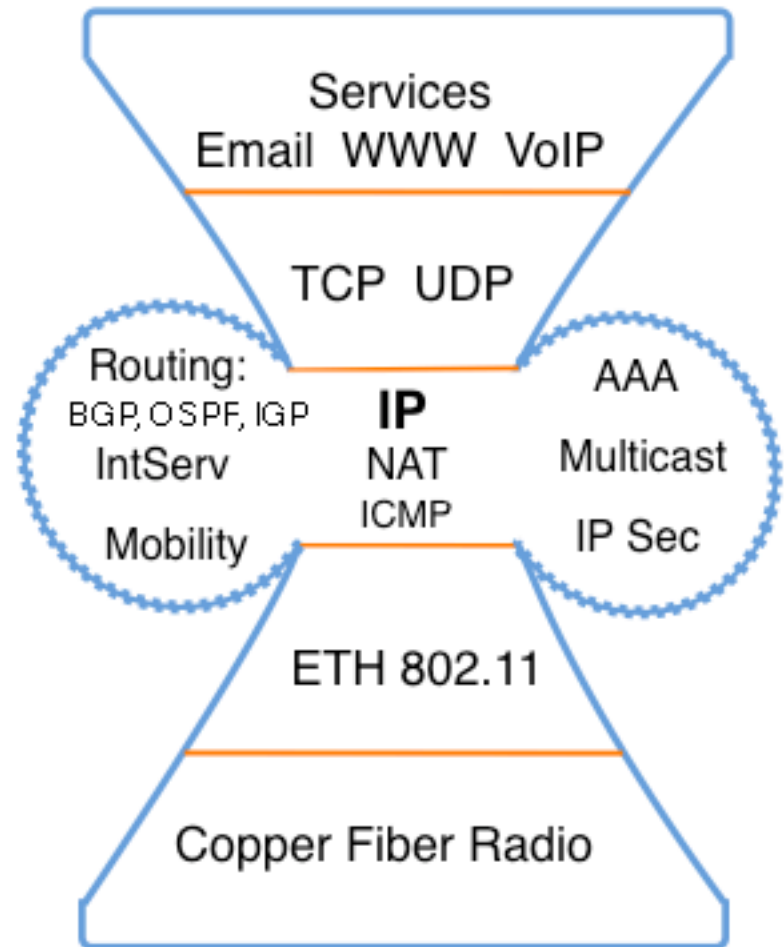 Services
Email WWW VoIP
TCP UDP
Routing:
BGP, OSPF, IGP
IntServ
Mobility
IP
NAT
ICMP
AAA
Multicast
IP Sec
ETH 802.11
Copper Fiber Radio